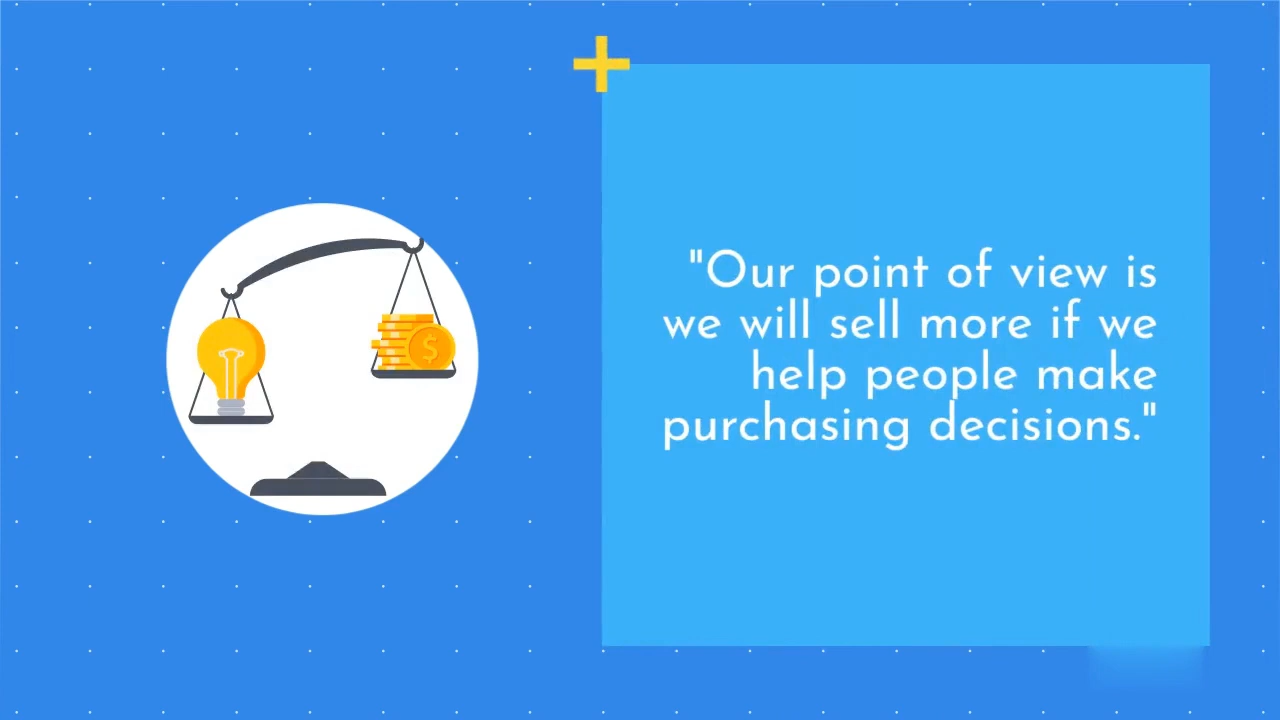 "Our point of view is
we will sell more if we
help people make
purchasing decisions."
$